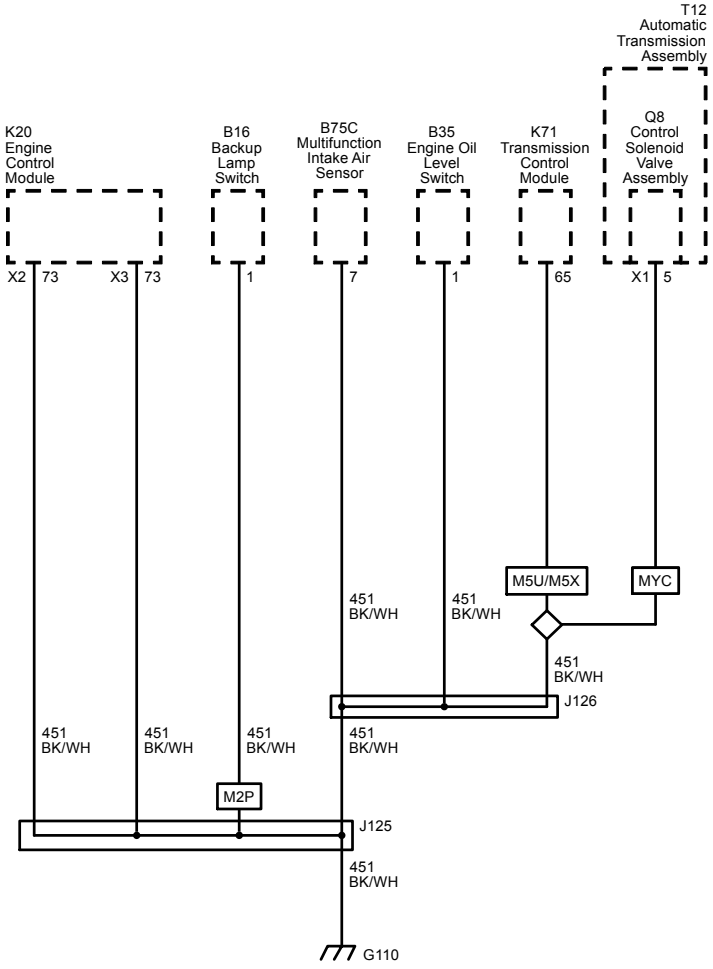 T12
Automatic
Transmission
Assembly
K20
Engine
Control
Module
B16
Backup
Lamp
Switch
B75C
Multifunction
Intake Air
Sensor
B35
Engine Oil
Level
Switch
K71
Transmission
Control
Module
Q8
Control
Solenoid
Valve
Assembly
X2 73
X3 73
1
7
1
65
X1 5
M5U/M5X
MYC
451
BK/WH
451
BK/WH
451
BK/WH
J126
451
BK/WH
451
BK/WH
451
BK/WH
451
BK/WH
M2P
J125
451
BK/WH
G110